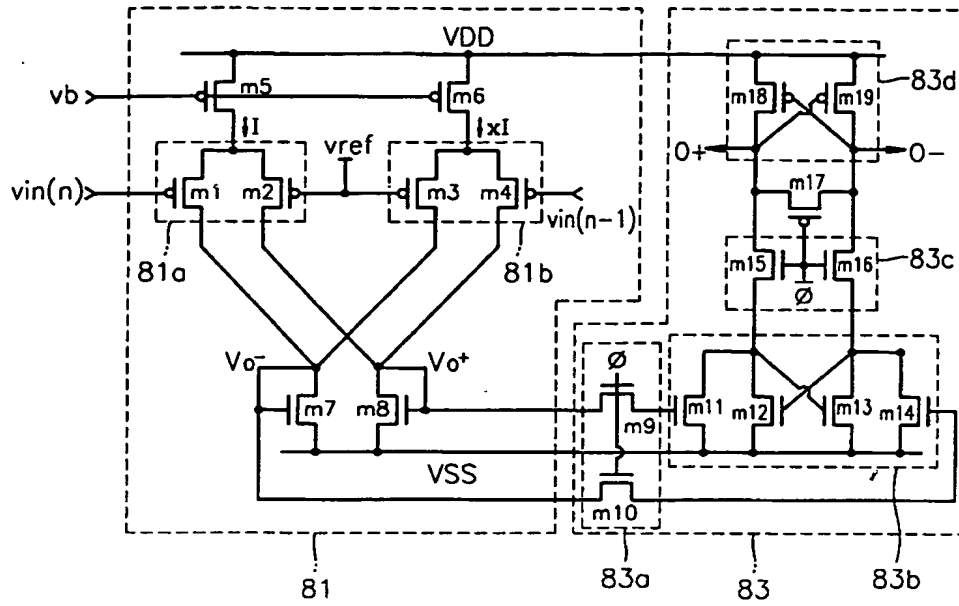 VDD
vb
m5
m6
m18
m19
83d
↓I
↓xI
vref
O+
O-
vin(n)
m1
m2
m3
m4
vin(n-1)
m17
81a
81b
m15
m16
83c
ø
Vo-
Vo+
ø
m7
m8
m9
m11
m12
m13
m14
VSS
m10
81
83a
83
83b